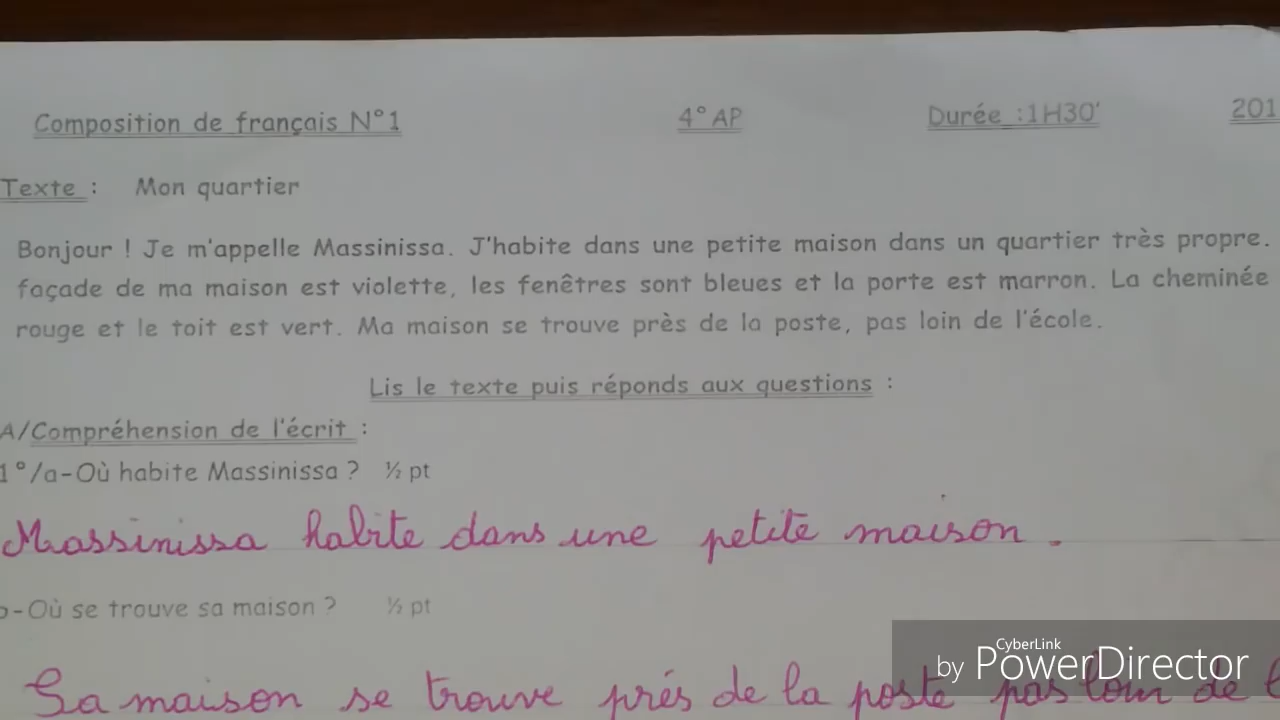 Composition de français N°1 4° AP Durée :1H30' 201
Texte : Mon quartier
Bonjour ! Je m'appelle Massinissa. J'habite dans une petite maison dans un quartier très propre.
façade de ma maison est violette, les fenêtres sont bleues et la porte est marron. La cheminée
rouge et le toit est vert. Ma maison se trouve près de la poste, pas loin de l'école.
Lis le texte puis réponds aux questions :
A/Compréhension de l'écrit :
1°/a-Où habite Massinissa ? ½ pt
Massinissa habite dans une petite maison.
b-Où se trouve sa maison ? ½ pt
Sa maison se trouve prés de la poste pas loin de l
CyberLink
by PowerDirector